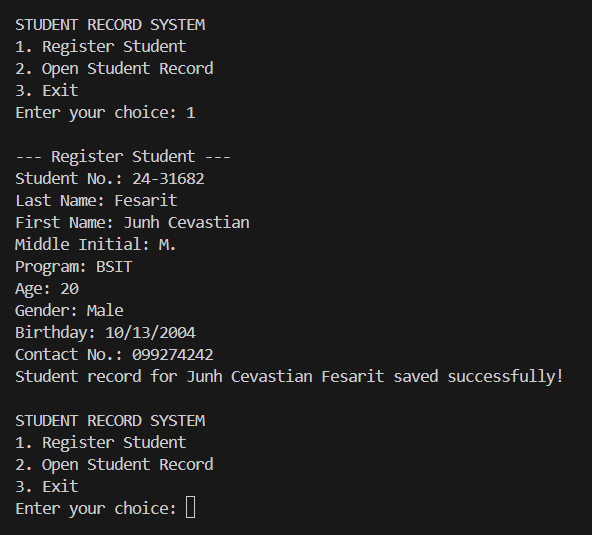 STUDENT RECORD SYSTEM
1. Register Student
2. Open Student Record
3. Exit
Enter your choice: 1
--- Register Student ---
Student No.: 24-31682
Last Name: Fesarit
First Name: Junh Cevastian
Middle Initial: M.
Program: BSIT
Age: 20
Gender: Male
Birthday: 10/13/2004
Contact No.: 099274242
Student record for Junh Cevastian Fesarit saved successfully!
STUDENT RECORD SYSTEM
1. Register Student
2. Open Student Record
3. Exit
Enter your choice: